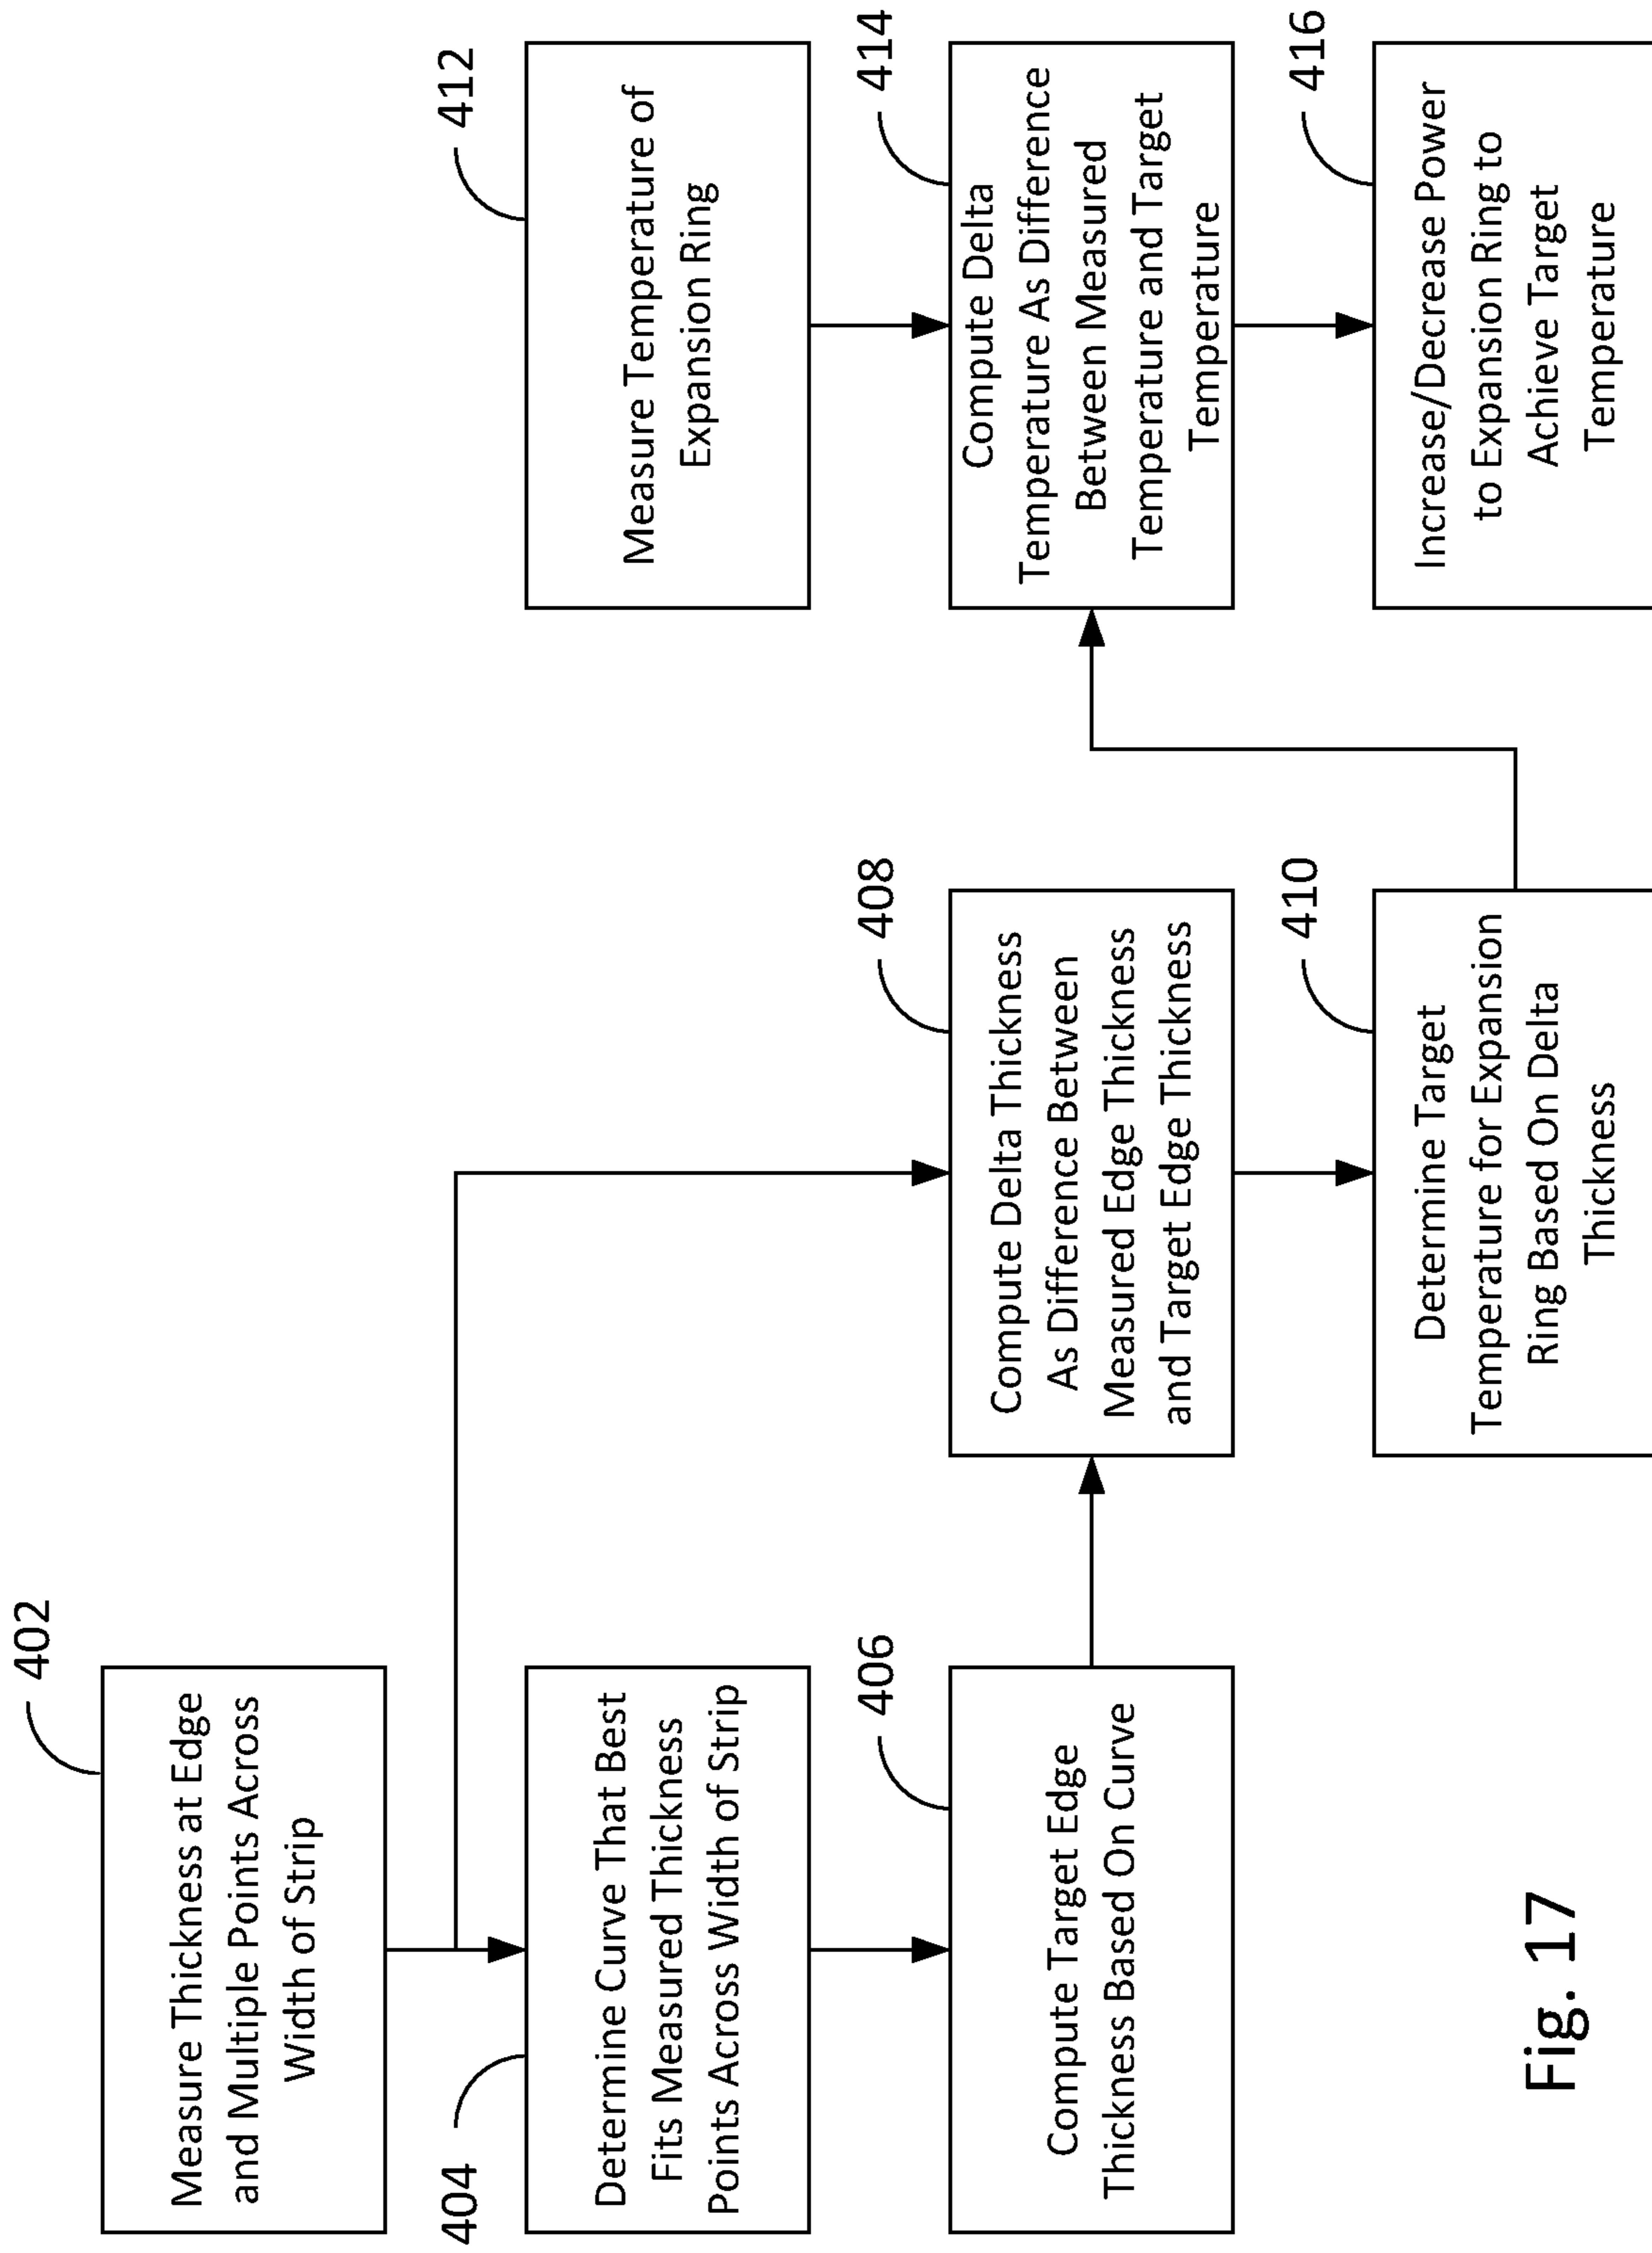 402
Measure Thickness at Edge
and Multiple Points Across
Width of Strip
404
Determine Curve That Best
Fits Measured Thickness
Points Across Width of Strip
406
Compute Target Edge
Thickness Based On Curve
408
Compute Delta Thickness
As Difference Between
Measured Edge Thickness
and Target Edge Thickness
410
Determine Target
Temperature for Expansion
Ring Based On Delta
Thickness
412
Measure Temperature of
Expansion Ring
414
Compute Delta
Temperature As Difference
Between Measured
Temperature and Target
Temperature
416
Increase/Decrease Power
to Expansion Ring to
Achieve Target
Temperature
Fig. 17